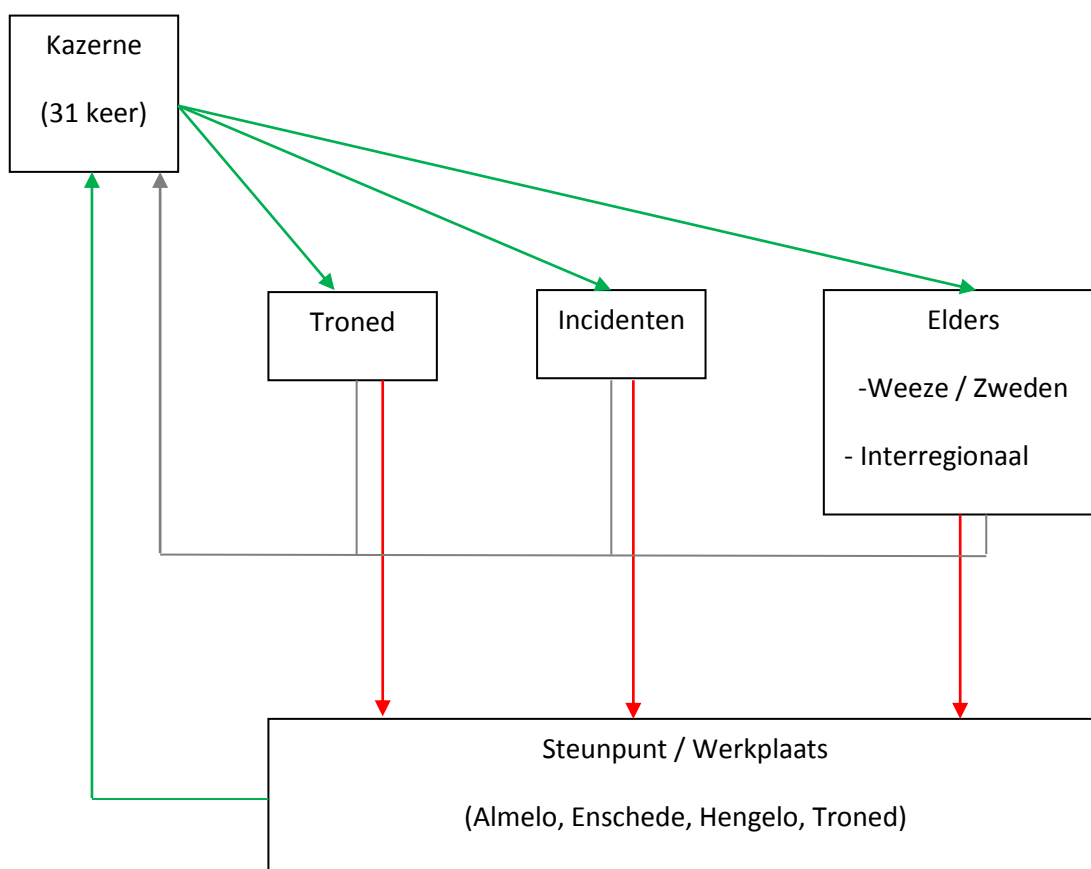 Kazerne
(31 keer)
Troned
Incidenten
Elders
-Weeze / Zweden
- Interregionaal
Steunpunt / Werkplaats
(Almelo, Enschede, Hengelo, Troned)